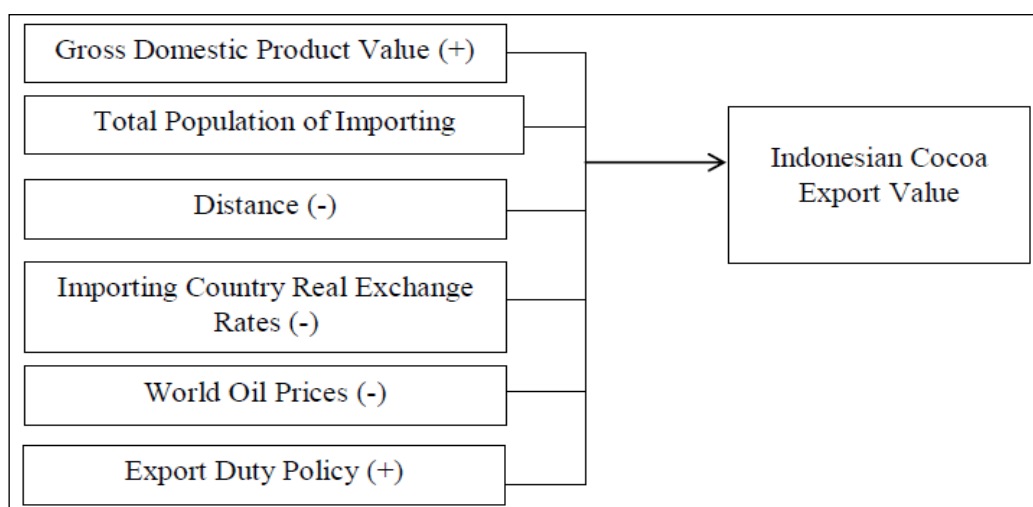 Gross Domestic Product Value (+)
Total Population of Importing
Distance (-)
Importing Country Real Exchange
Rates (-)
World Oil Prices (-)
Export Duty Policy (+)
Indonesian Cocoa
Export Value